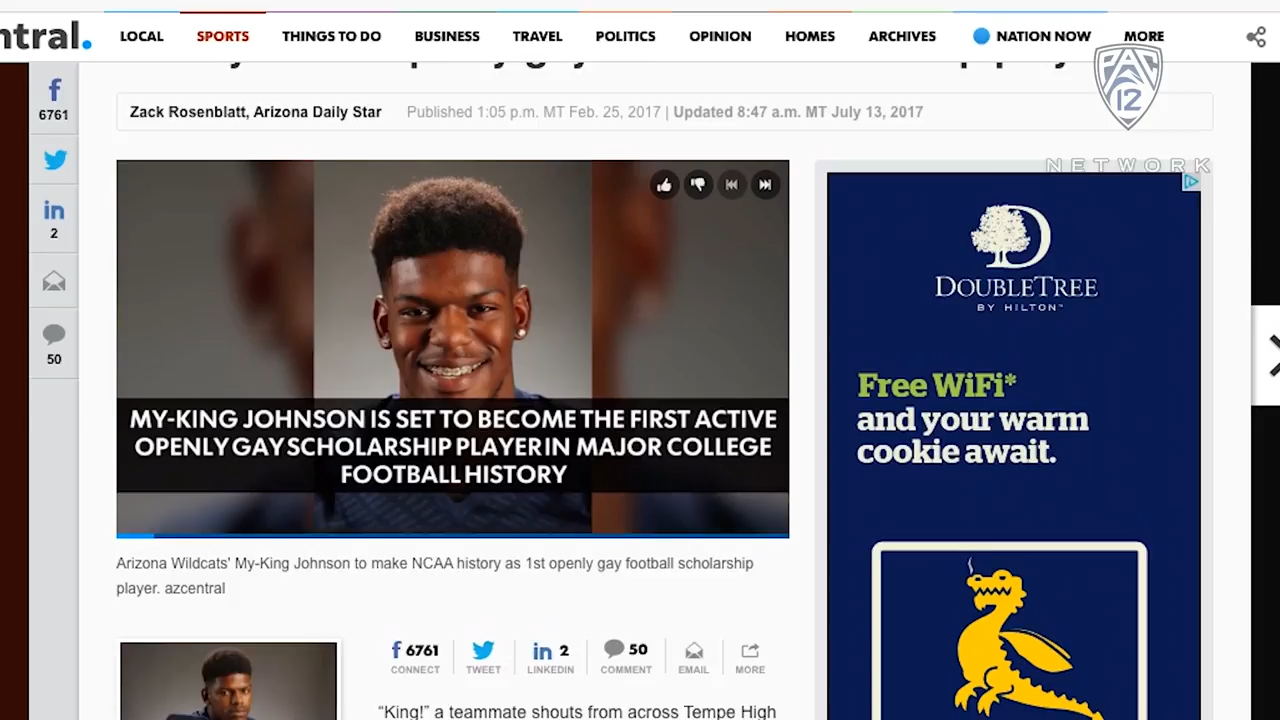 ntral.
LOCAL SPORTS THINGS TO DO BUSINESS TRAVEL POLITICS OPINION HOMES ARCHIVES NATION NOW MORE
PAC
12
NETWORK
6761
2
50
Zack Rosenblatt, Arizona Daily Star Published 1:05 p.m. MT Feb. 25, 2017 | Updated 8:47 a.m. MT July 13, 2017
MY-KING JOHNSON IS SET TO BECOME THE FIRST ACTIVE
OPENLY GAY SCHOLARSHIP PLAYER IN MAJOR COLLEGE
FOOTBALL HISTORY
Arizona Wildcats' My-King Johnson to make NCAA history as 1st openly gay football scholarship
player. azcentral
6761 2 50
CONNECT TWEET LINKEDIN COMMENT EMAIL MORE
“King!” a teammate shouts from across Tempe High
D
DOUBLETREE
BY HILTON™
Free WiFi*
and your warm
cookie await.